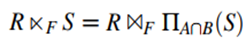 R ⋉_F S = R ⋈_F Π_{A∩B}(S)